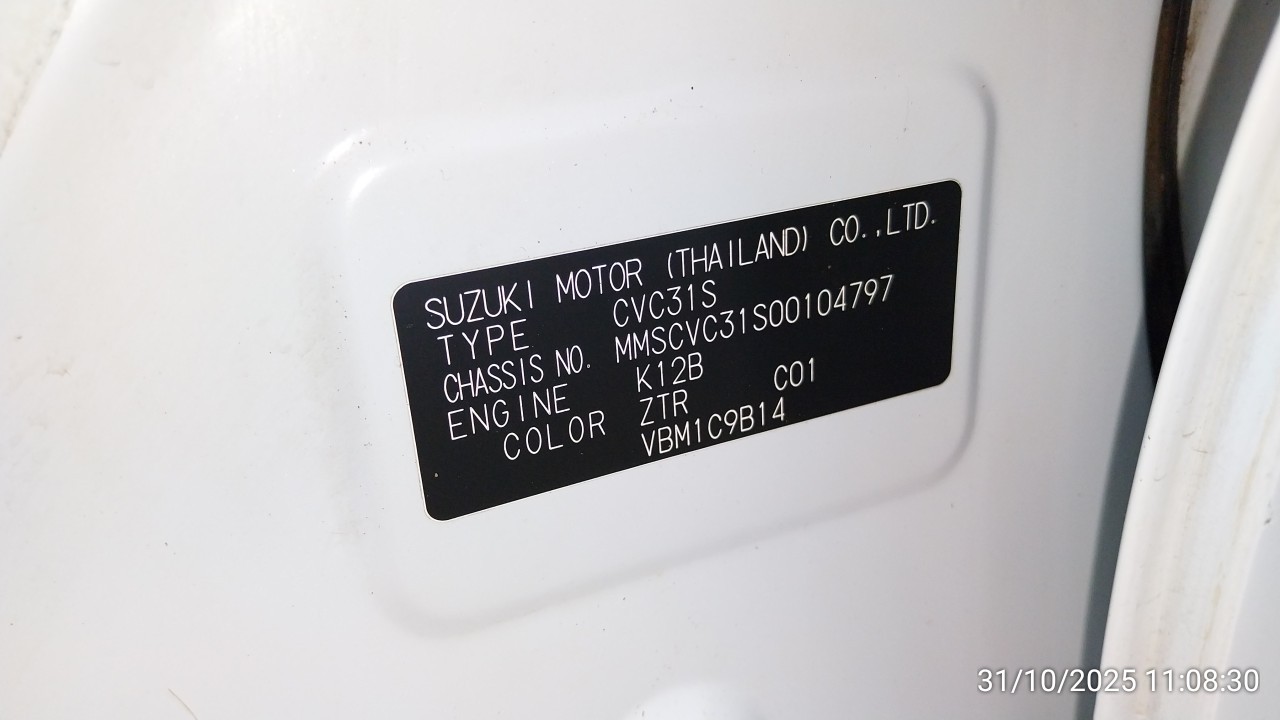 SUZUKI MOTOR (THAILAND) CO.,LTD.
TYPE CVC31S
CHASSIS NO. MMSCVC31S00104797
ENGINE K12B
COLOR ZTR C01
VBM1C9B14
31/10/2025 11:08:30